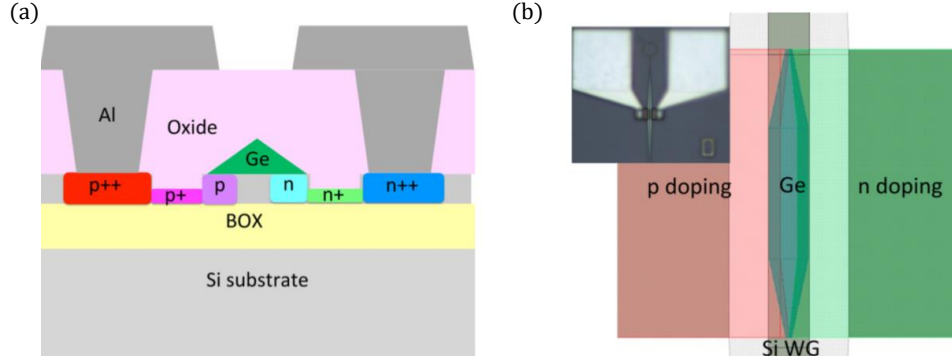 (a)
Al
Oxide
Ge
p++
p+
p
n
n+
n++
BOX
Si substrate
(b)
p doping
Ge
n doping
Si WG